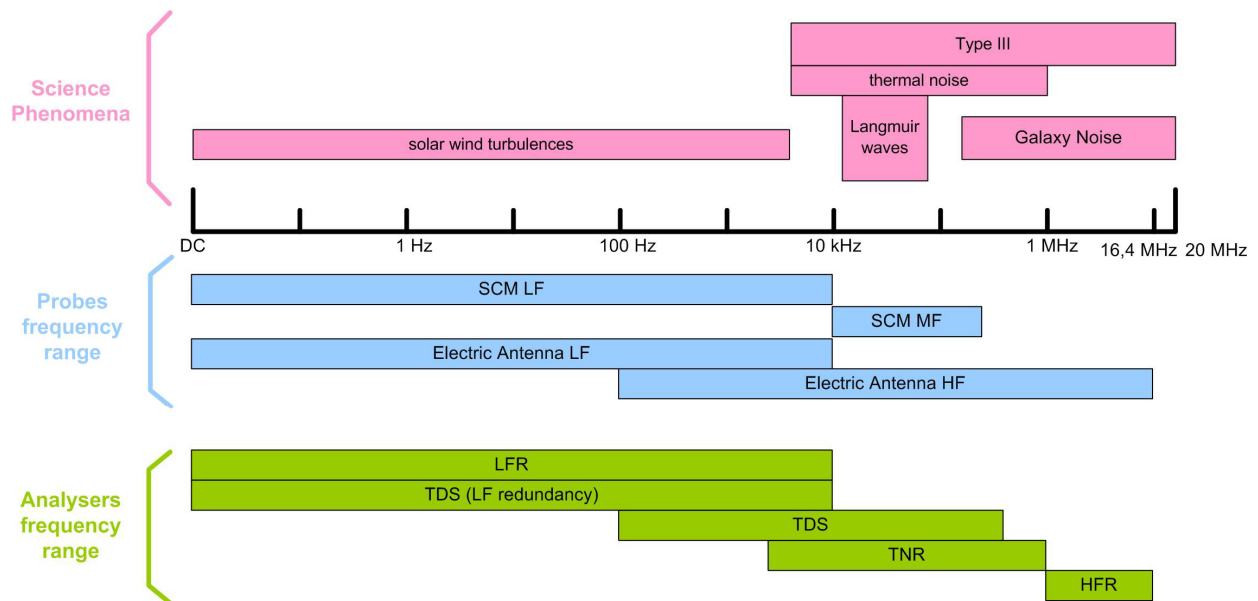 Science
Phenomena
Type III
thermal noise
Langmuir
waves
Galaxy Noise
solar wind turbulences
DC
1 Hz
100 Hz
10 kHz
1 MHz
16,4 MHz
20 MHz
Probes
frequency
range
SCM LF
SCM MF
Electric Antenna LF
Electric Antenna HF
Analysers
frequency
range
LFR
TDS (LF redundancy)
TDS
TNR
HFR